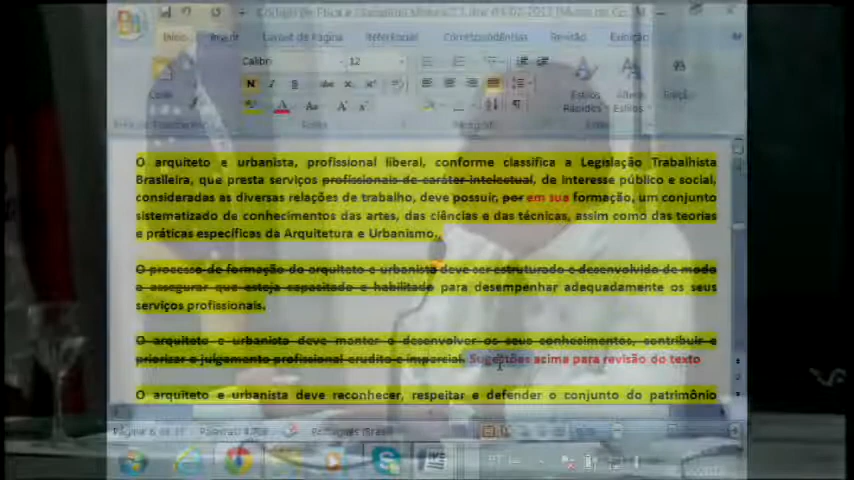 Início Inserir Layout da Página Referências Correspondências Revisão Exibição
Calibri 12
Estilos Rápidos
Alterar Estilos
Edição
O arquiteto e urbanista, profissional liberal, conforme classifica a Legislação Trabalhista
Brasileira, que presta serviços profissionais de caráter intelectual, de interesse público e social,
consideradas as diversas relações de trabalho, deve possuir, por em sua formação, um conjunto
sistematizado de conhecimentos das artes, das ciências e das técnicas, assim como das teorias
e práticas específicas da Arquitetura e Urbanismo.
O processo de formação do arquiteto e urbanista deve ser estruturado e desenvolvido de modo
a assegurar que esteja capacitado e habilitado para desempenhar adequadamente os seus
serviços profissionais.
O arquiteto e urbanista deve manter e desenvolver os seus conhecimentos, contribuir e
priorizar o julgamento profissional erudito e imparcial. Sugestões acima para revisão do texto
O arquiteto e urbanista deve reconhecer, respeitar e defender o conjunto do patrimônio